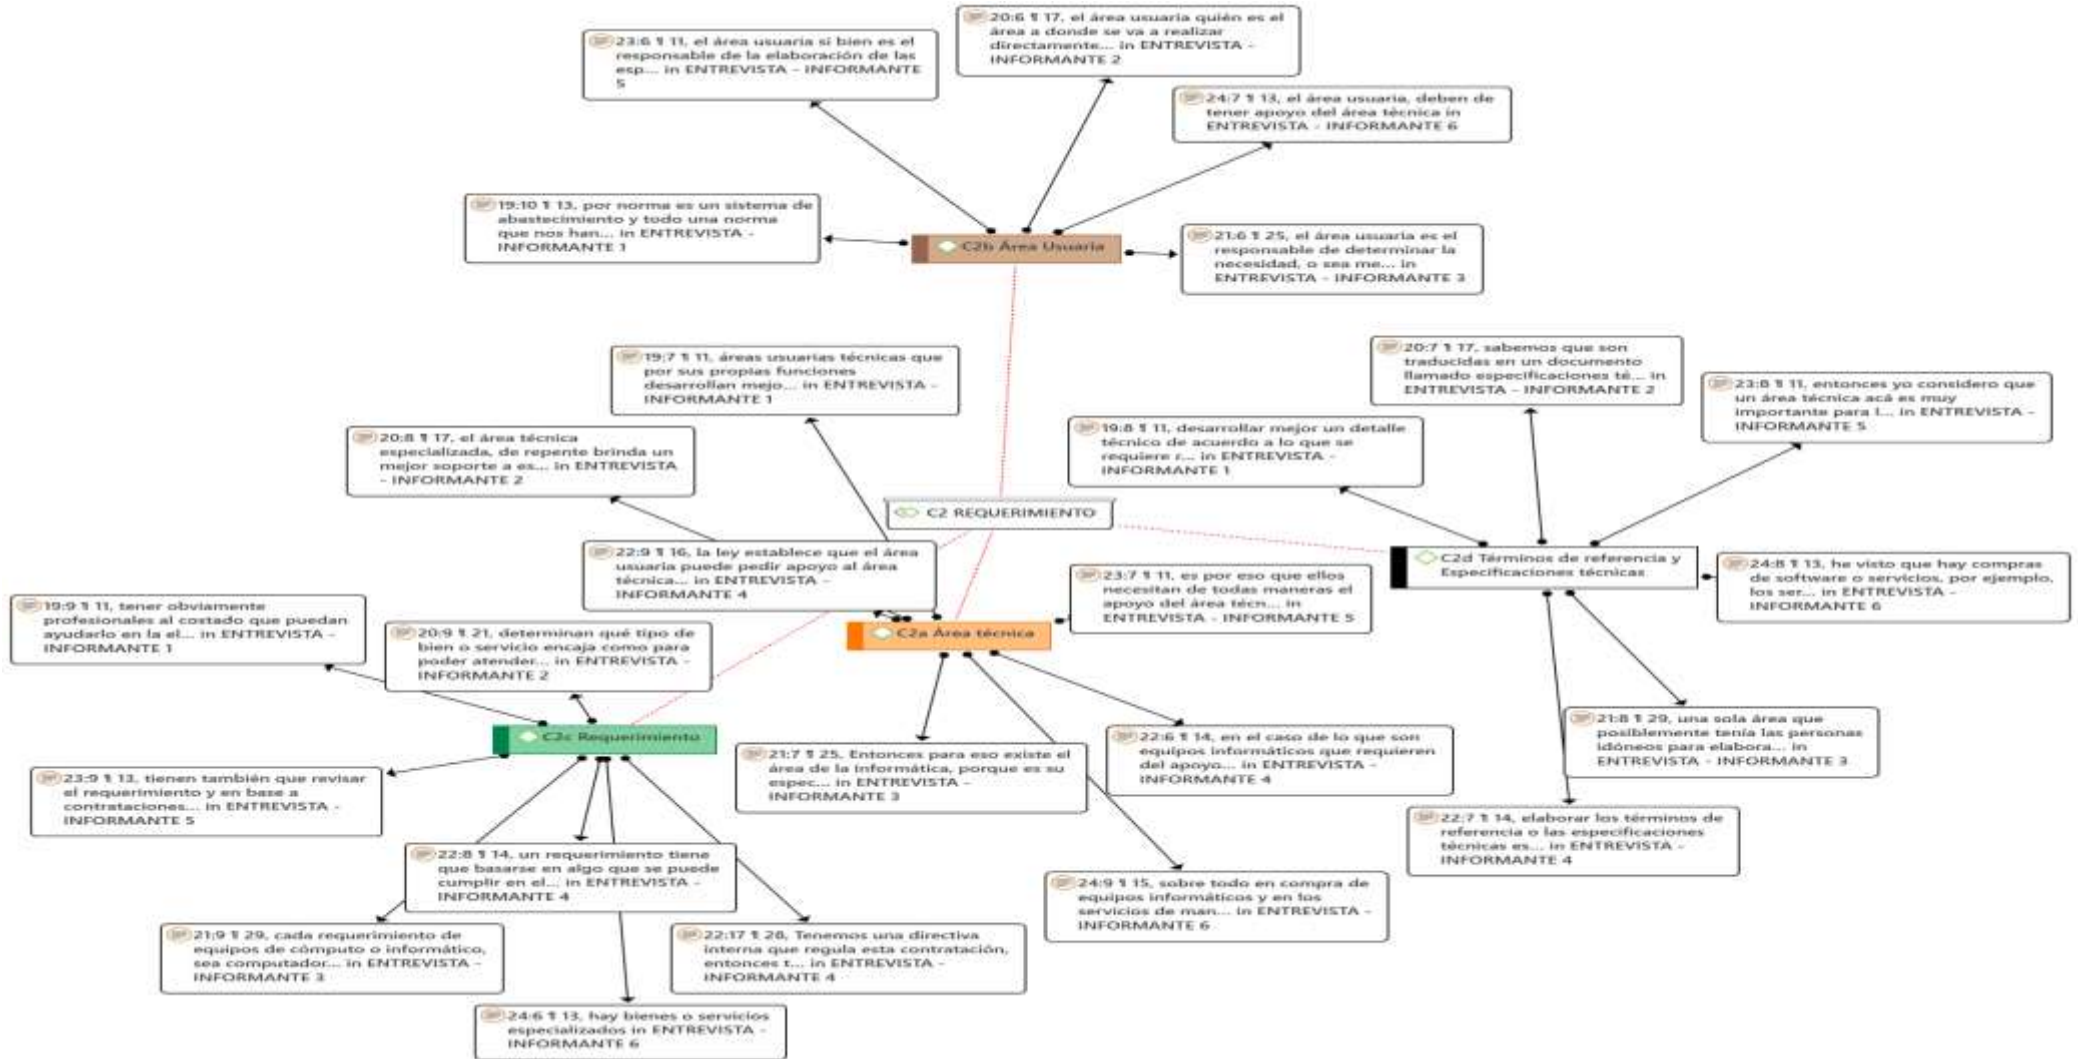 20:6 ¶ 17, el área usuaria quién es el
área a donde se va a realizar
directamente... in ENTREVISTA -
INFORMANTE 2
23:6 ¶ 11, el área usuaria si bien es el
responsable de la elaboración de las
esp... in ENTREVISTA - INFORMANTE
5
24:7 ¶ 13, el área usuaria, deben de
tener apoyo del área técnica in
ENTREVISTA - INFORMANTE 6
19:10 ¶ 13, por norma es un sistema de
abastecimiento y todo una norma
que nos han... in ENTREVISTA -
INFORMANTE 1
C2b Área Usuaria
21:6 ¶ 25, el área usuaria es el
responsable de determinar la
necesidad, o sea me... in
ENTREVISTA - INFORMANTE 3
19:7 ¶ 11, áreas usuarias técnicas que
por sus propias funciones
desarrollan mejo... in ENTREVISTA -
INFORMANTE 1
20:7 ¶ 17, sabemos que son
traducidas en un documento
llamado especificaciones té... in
ENTREVISTA - INFORMANTE 2
23:8 ¶ 11, entonces yo considero que
un área técnica acá es muy
importante para l... in ENTREVISTA -
INFORMANTE 5
20:8 ¶ 17, el área técnica
especializada, de repente brinda un
mejor soporte a es... in ENTREVISTA
- INFORMANTE 2
19:8 ¶ 11, desarrollar mejor un detalle
técnico de acuerdo a lo que se
requiere r... in ENTREVISTA -
INFORMANTE 1
C2 REQUERIMIENTO
22:9 ¶ 16, la ley establece que el área
usuaria puede pedir apoyo al área
técnica... in ENTREVISTA -
INFORMANTE 4
C2d Términos de referencia y
Especificaciones técnicas
23:7 ¶ 11, es por eso que ellos
necesitan de todas maneras el
apoyo del área técn... in
ENTREVISTA - INFORMANTE 5
24:8 ¶ 13, he visto que hay compras
de software o servicios, por ejemplo,
los ser... in ENTREVISTA -
INFORMANTE 6
19:9 ¶ 11, tener obviamente
profesionales al costado que puedan
ayudarlo en la el... in ENTREVISTA -
INFORMANTE 1
20:9 ¶ 21, determinan qué tipo de
bien o servicio encaja como para
poder atender... in ENTREVISTA -
INFORMANTE 2
C2a Área técnica
C2c Requerimiento
21:7 ¶ 25, Entonces para eso existe el
área de la informática, porque es su
espec... in ENTREVISTA -
INFORMANTE 3
22:6 ¶ 14, en el caso de lo que son
equipos informáticos que requieren
del apoyo... in ENTREVISTA -
INFORMANTE 4
21:8 ¶ 29, una sola área que
posiblemente tenía las personas
idóneos para elabora... in
ENTREVISTA - INFORMANTE 3
23:9 ¶ 13, tienen también que revisar
el requerimiento y en base a
contrataciones... in ENTREVISTA -
INFORMANTE 5
22:7 ¶ 14, elaborar los términos de
referencia o las especificaciones
técnicas es... in ENTREVISTA -
INFORMANTE 4
22:8 ¶ 14, un requerimiento tiene
que basarse en algo que se puede
cumplir en el... in ENTREVISTA -
INFORMANTE 4
24:9 ¶ 15, sobre todo en compra de
equipos informáticos y en los
servicios de man... in ENTREVISTA -
INFORMANTE 6
21:9 ¶ 29, cada requerimiento de
equipos de cómputo o informático,
sea computador... in ENTREVISTA -
INFORMANTE 3
22:17 ¶ 28, Tenemos una directiva
interna que regula esta contratación,
entonces t... in ENTREVISTA -
INFORMANTE 4
24:6 ¶ 13, hay bienes o servicios
especializados in ENTREVISTA -
INFORMANTE 6